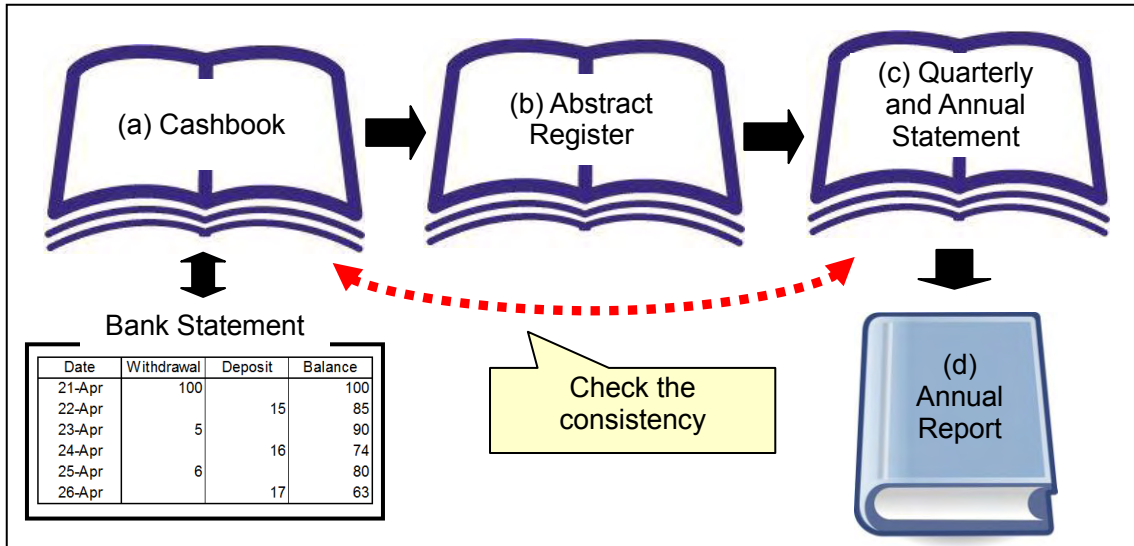 (a) Cashbook
(b) Abstract
Register
(c) Quarterly
and Annual
Statement
Bank Statement
Date Withdrawal Deposit Balance
21-Apr 100 100
22-Apr 15 85
23-Apr 5 90
24-Apr 16 74
25-Apr 6 80
26-Apr 17 63
Check the
consistency
(d)
Annual
Report